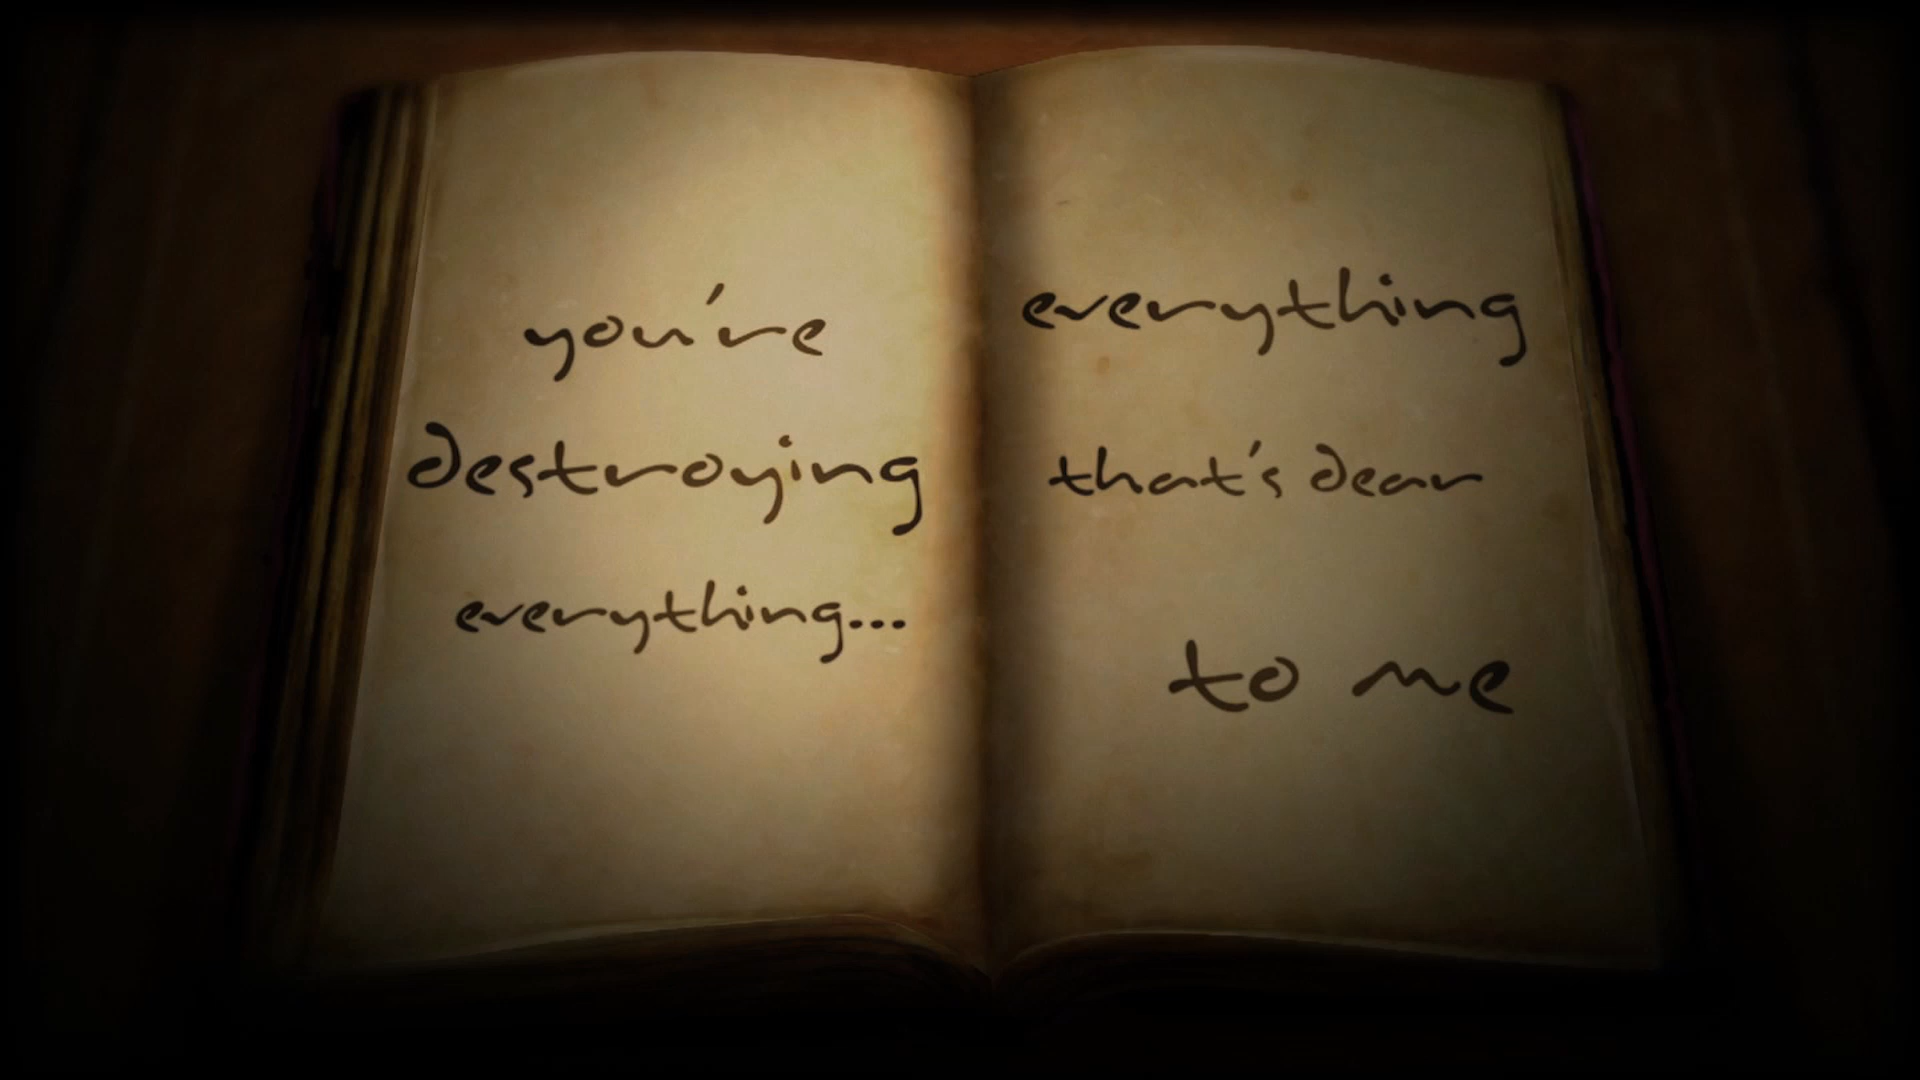 you're
destroying
everything...
everything
that's dear
to me